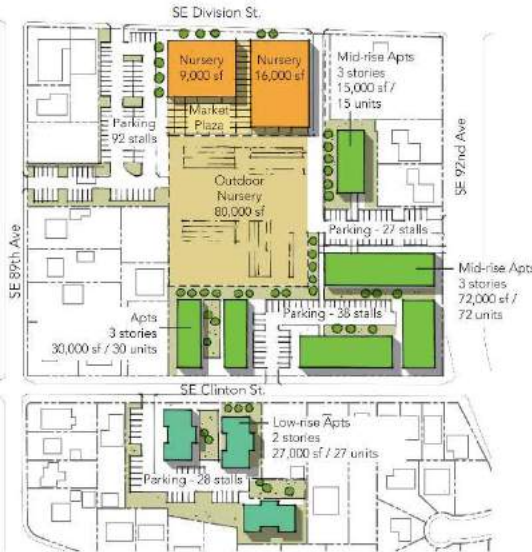 SE Division St.
Nursery
9,000 sf
Nursery
16,000 sf
Mid-rise Apts
3 stories
15,000 sf /
15 units
Market
Plaza
Parking
92 stalls
SE 92nd Ave
Outdoor
Nursery
80,000 sf
SE 89th Ave
Parking - 27 stalls
Mid-rise Apts
3 stories
72,000 sf /
72 units
Apts
3 stories
30,000 sf / 30 units
Parking - 38 stalls
SE Clinton St.
Low-rise Apts
2 stories
27,000 sf / 27 units
Parking - 28 stalls